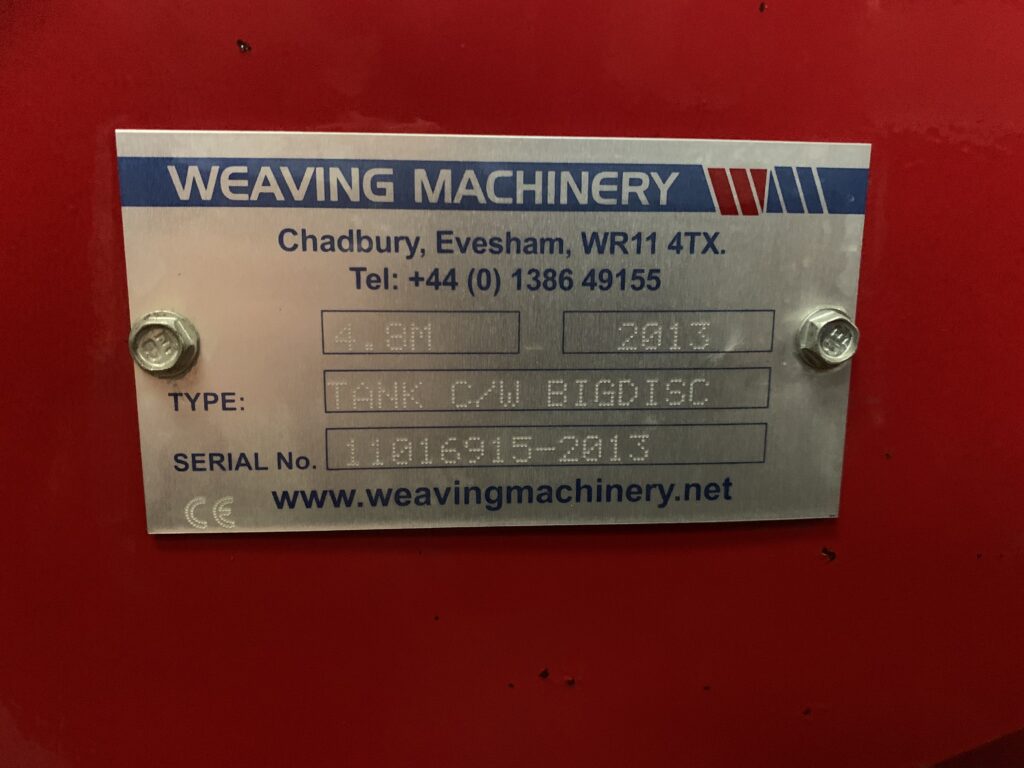 WEAVING MACHINERY
Chadbury, Evesham, WR11 4TX.
Tel: +44 (0) 1386 49155
4.8M 2013
TYPE: TANK C/W BIGDISC
SERIAL No. 11016915-2013
www.weavingmachinery.net
CE